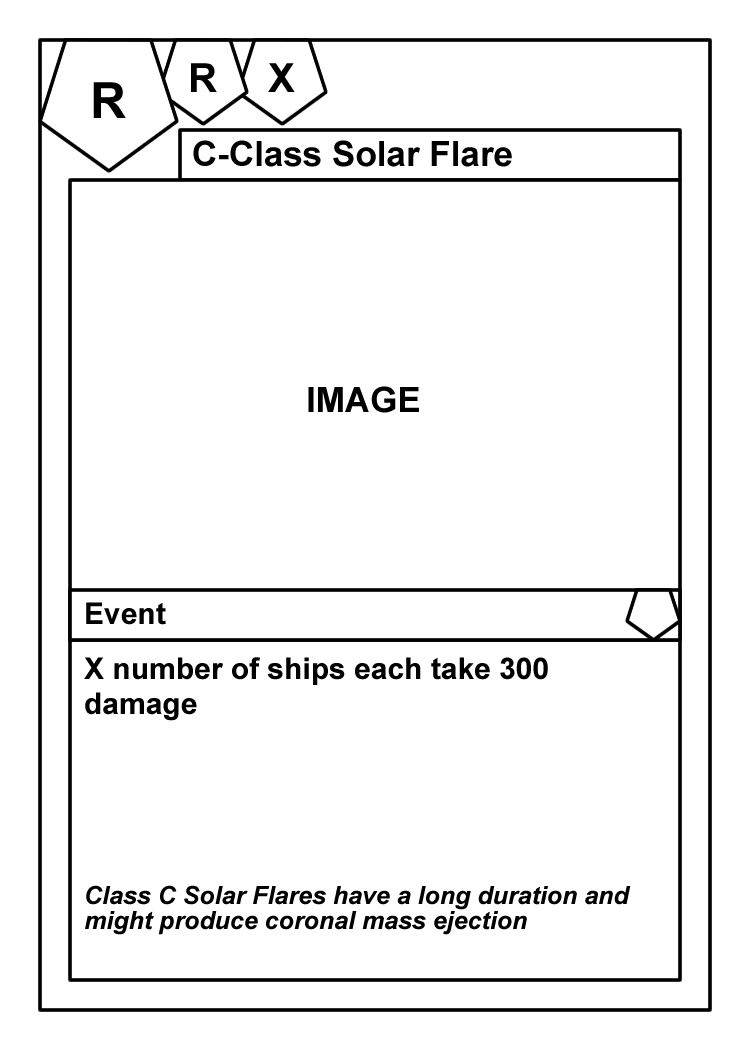 R
R
X
C-Class Solar Flare
IMAGE
Event
X number of ships each take 300
damage
Class C Solar Flares have a long duration and
might produce coronal mass ejection